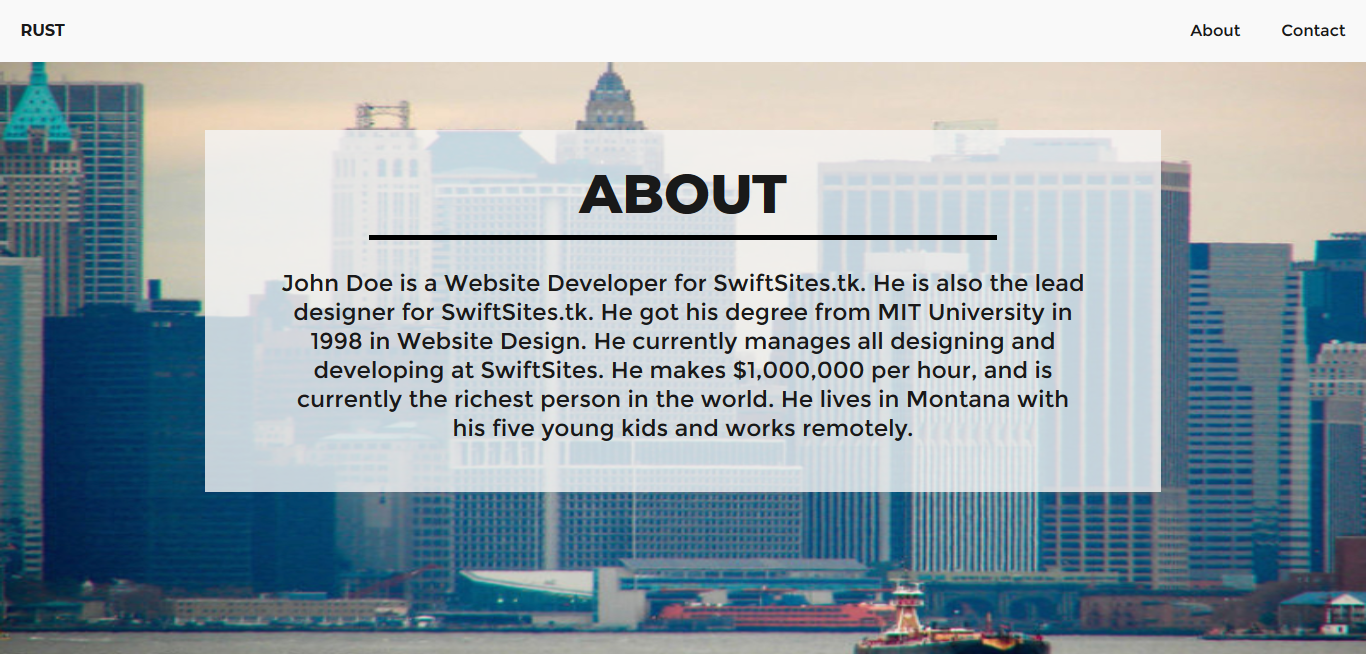 RUST
About
Contact
ABOUT
John Doe is a Website Developer for SwiftSites.tk. He is also the lead
designer for SwiftSites.tk. He got his degree from MIT University in
1998 in Website Design. He currently manages all designing and
developing at SwiftSites. He makes $1,000,000 per hour, and is
currently the richest person in the world. He lives in Montana with
his five young kids and works remotely.